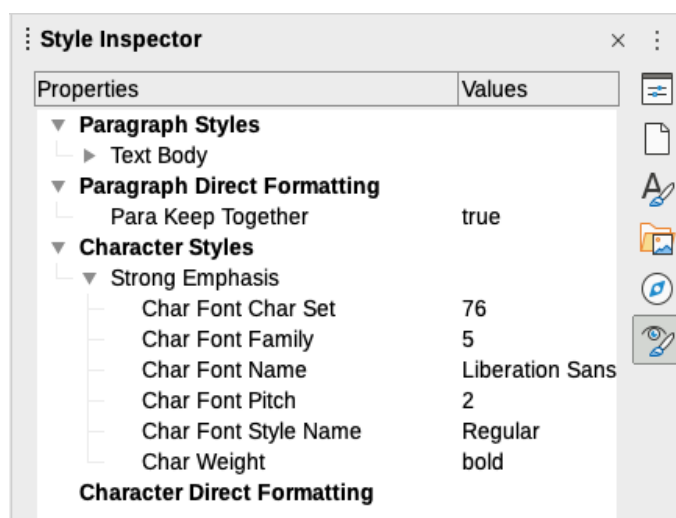 Style Inspector
Properties Values
Paragraph Styles
Text Body
Paragraph Direct Formatting
Para Keep Together true
Character Styles
Strong Emphasis
Char Font Char Set 76
Char Font Family 5
Char Font Name Liberation Sans
Char Font Pitch 2
Char Font Style Name Regular
Char Weight bold
Character Direct Formatting